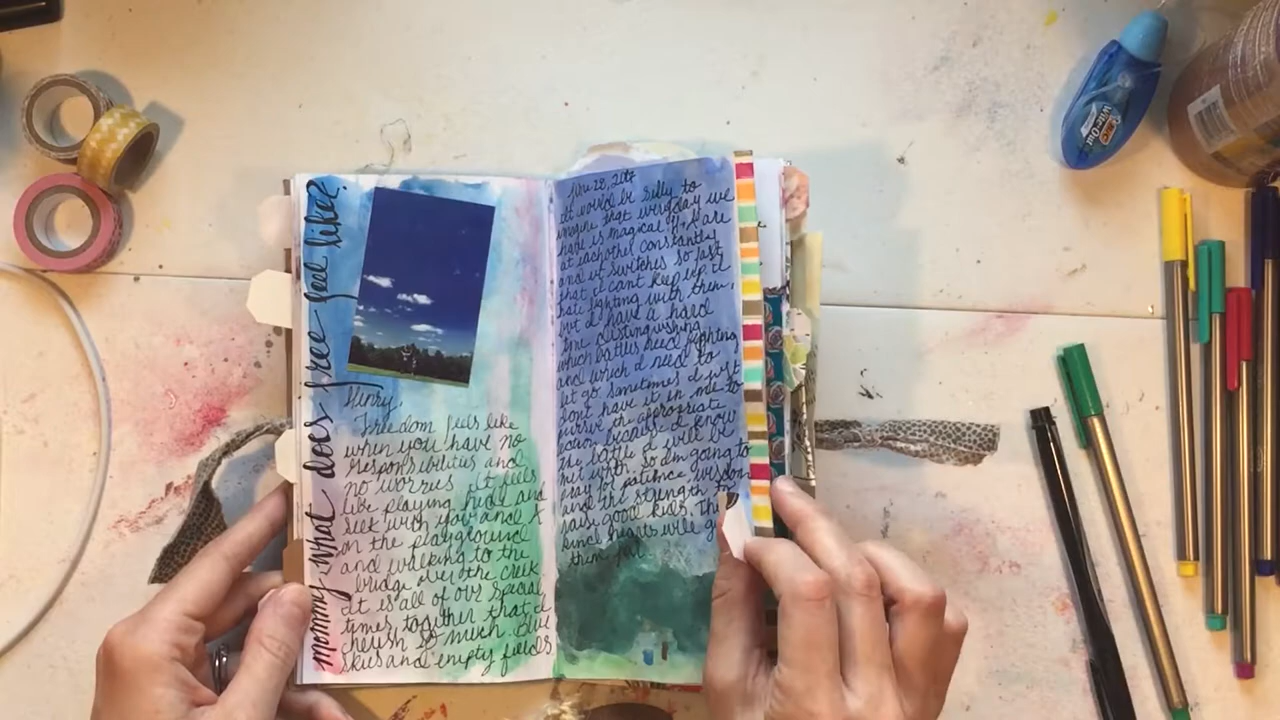 Mommy what does free feel like?
Henry,
Freedom feels like
when you have no
responsibilities and
no worries. It feels
like playing hide and
seek with you and A
on the playground
and walking to the
bridge over the creek
It is all of our special
times together that I
cherish so much. Blue
skies and empty fields
June 28, 2017
It would be silly to
imagine that everyday we
have is magical. H+A are
at eachother constantly
and it switches so fast
that I cant keep up. I
hate fighting with them,
but I have a hard
time distinguishing
which battles need fighting
and which I need to
let go. Sometimes I just
dont have it in me to
pursue the appropriate
because I know
the battle it will be
met with. So am going to
pray for patience, wisdom
and the strength to
raise good kids. The
kind hearts will g
them far
BIC
Wite-Out